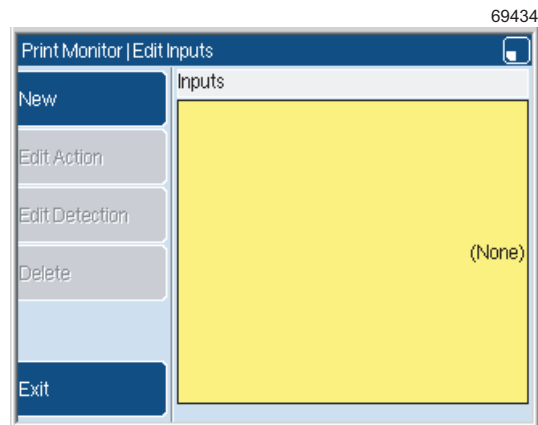 69434
Print Monitor | Edit Inputs
Inputs
New
Edit Action
Edit Detection
(None)
Delete
Exit